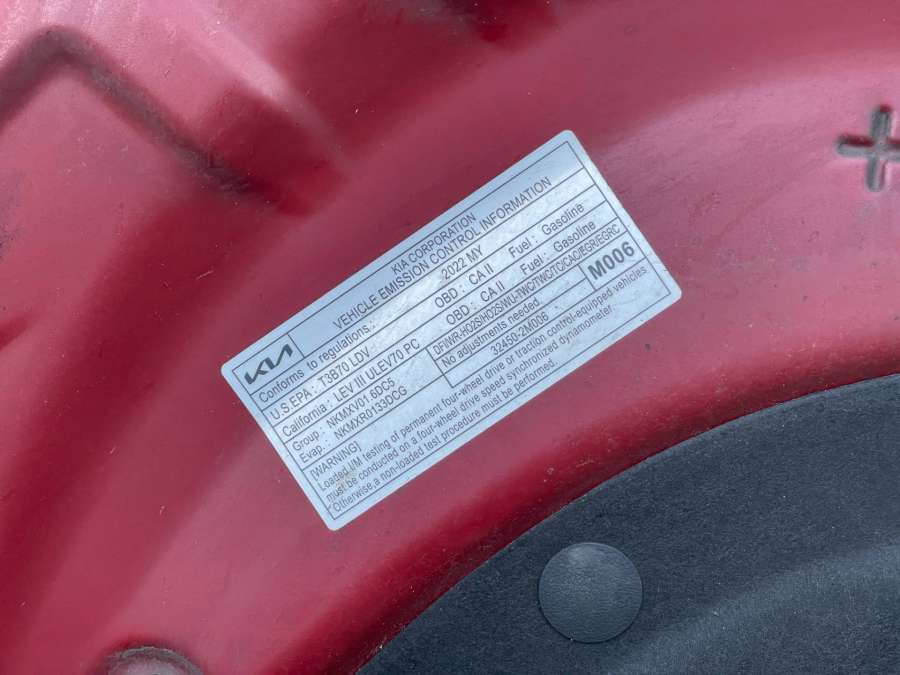 KIA CORPORATION
KIA VEHICLE EMISSION CONTROL INFORMATION
Conforms to regulations: 2022 MY
U.S.EPA : T3B70 LDV OBD : CA II Fuel : Gasoline
California : LEV III ULEV70 PC OBD : CA II Fuel : Gasoline
Group : NKMXV01.6DC5 DFI/WR-HO2S/HO2S/WU-TWC/TWC/TC/CAC/EGR/EGRC
Evap : NKMXR0133DCG No adjustments needed.
32450-2M006 M006
[WARNING]
Loaded I/M testing of permanent four-wheel drive or traction control-equipped vehicles
must be conducted on a four-wheel drive speed synchronized dynamometer.
*Otherwise,a non-loaded test procedure must be performed.